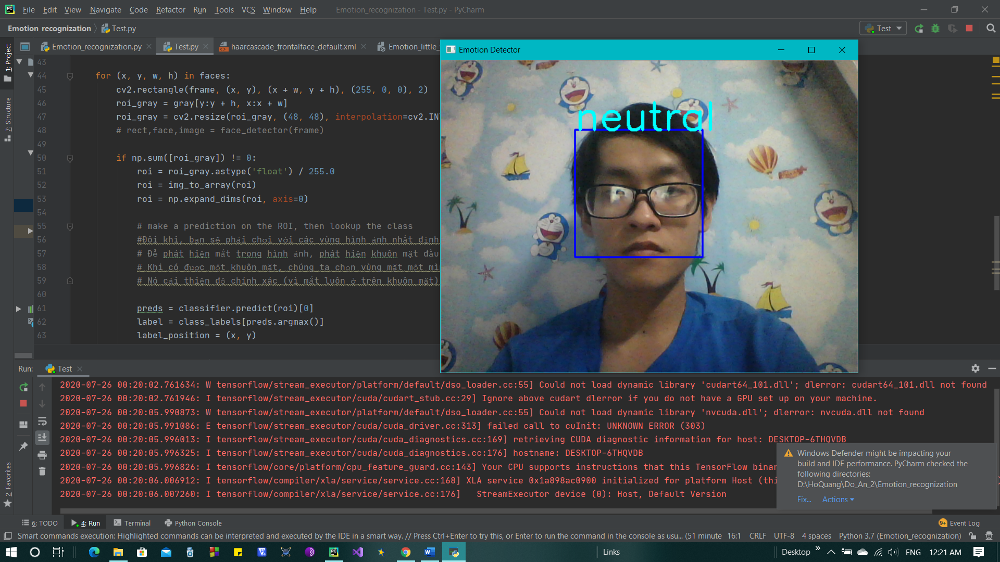 File Edit View Navigate Code Refactor Run Tools VCS Window Help Emotion_recognization - Test.py - PyCharm
Emotion_recognization Test.py Test
Emotion_recognization.py Test.py haarcascade_frontalface_default.xml Emotion_little_
1: Project
7: Structure
2: Favorites
Emotion Detector
neutral
43
44 for (x, y, w, h) in faces:
45 cv2.rectangle(frame, (x, y), (x + w, y + h), (255, 0, 0), 2)
46 roi_gray = gray[y:y + h, x:x + w]
47 roi_gray = cv2.resize(roi_gray, (48, 48), interpolation=cv2.IN
48 # rect,face,image = face_detector(frame)
49
50 if np.sum([roi_gray]) != 0:
51 roi = roi_gray.astype('float') / 255.0
52 roi = img_to_array(roi)
53 roi = np.expand_dims(roi, axis=0)
54
55 # make a prediction on the ROI, then lookup the class
56 #Đôi khi, bạn sẽ phải chơi với các vùng hình ảnh nhất định
57 # Để phát hiện mắt trong hình ảnh, phát hiện khuôn mặt đầu
58 # Khi có được một khuôn mặt, chúng ta chọn vùng mặt một mì
59 # Nó cải thiện độ chính xác (vì mắt luôn ở trên khuôn mặt)
60
61 preds = classifier.predict(roi)[0]
62 label = class_labels[preds.argmax()]
63 label_position = (x, y)
Run: Test
2020-07-26 00:20:02.761634: W tensorflow/stream_executor/platform/default/dso_loader.cc:55] Could not load dynamic library 'cudart64_101.dll'; dlerror: cudart64_101.dll not found
2020-07-26 00:20:02.761946: I tensorflow/stream_executor/cuda/cudart_stub.cc:29] Ignore above cudart dlerror if you do not have a GPU set up on your machine.
2020-07-26 00:20:05.990873: W tensorflow/stream_executor/platform/default/dso_loader.cc:55] Could not load dynamic library 'nvcuda.dll'; dlerror: nvcuda.dll not found
2020-07-26 00:20:05.991086: E tensorflow/stream_executor/cuda/cuda_driver.cc:313] failed call to cuInit: UNKNOWN ERROR (303)
2020-07-26 00:20:05.996013: I tensorflow/stream_executor/cuda/cuda_diagnostics.cc:169] retrieving CUDA diagnostic information for host: DESKTOP-6THQVDB
2020-07-26 00:20:05.996325: I tensorflow/stream_executor/cuda/cuda_diagnostics.cc:176] hostname: DESKTOP-6THQVDB
2020-07-26 00:20:05.996826: I tensorflow/core/platform/cpu_feature_guard.cc:143] Your CPU supports instructions that this TensorFlow binar
2020-07-26 00:20:06.006912: I tensorflow/compiler/xla/service/service.cc:168] XLA service 0x1a898ac0900 initialized for platform Host (thi
2020-07-26 00:20:06.007260: I tensorflow/compiler/xla/service/service.cc:176] StreamExecutor device (0): Host, Default Version
Windows Defender might be impacting your
build and IDE performance. PyCharm checked the
following directories:
D:\HoQuang\Do_An_2\Emotion_recognization
Fix... Actions
6: TODO 4: Run Terminal Python Console 9+ Event Log
Smart commands execution: Highlighted commands can be interpreted and executed by the IDE in a smart way. // Press Ctrl+Enter to try this, or Enter to run the command in the console as usu... (51 minute 16:1 CRLF UTF-8 4 spaces Python 3.7 (Emotion_recognization)
Links Desktop ENG 12:21 AM